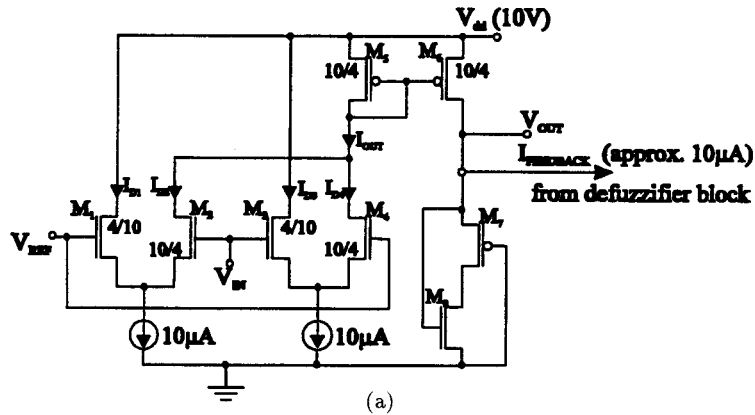 V_dd (10V)
M_5 M_6
10/4 10/4
V_OUT
I_OUT
I_FEEDBACK (approx. 10μA)
from defuzzifier block
I_D1 I_D2 I_D3 I_D4
M_1 M_2 M_3 M_4
4/10 10/4 4/10 10/4
V_REF
V_IN
M_7
10μA 10μA
(a)